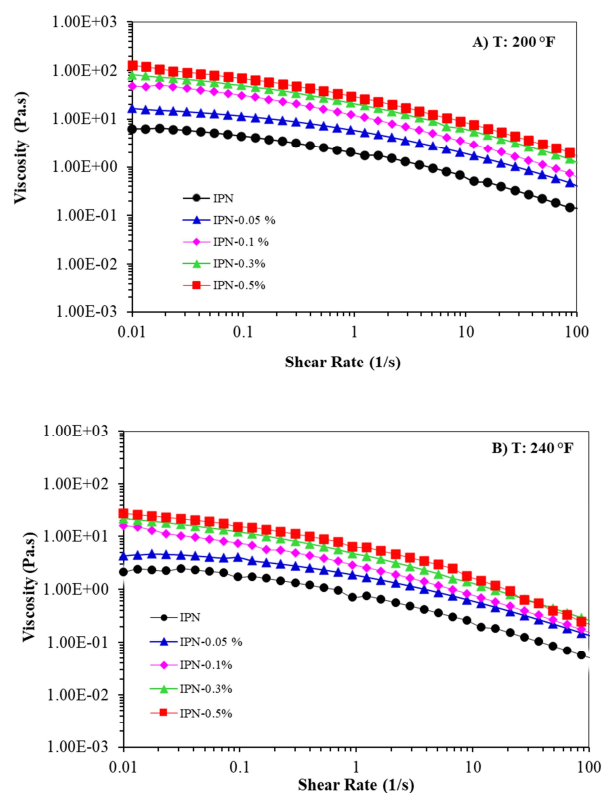 A) T: 200 °F
1.00E+03
1.00E+02
1.00E+01
1.00E+00
1.00E-01
1.00E-02
1.00E-03
Viscosity (Pa.s)
IPN
IPN-0.05 %
IPN-0.1 %
IPN-0.3%
IPN-0.5%
0.01 0.1 1 10 100
Shear Rate (1/s)
B) T: 240 °F
1.00E+03
1.00E+02
1.00E+01
1.00E+00
1.00E-01
1.00E-02
1.00E-03
Viscosity (Pa.s)
IPN
IPN-0.05 %
IPN-0.1%
IPN-0.3%
IPN-0.5%
0.01 0.1 1 10 100
Shear Rate (1/s)